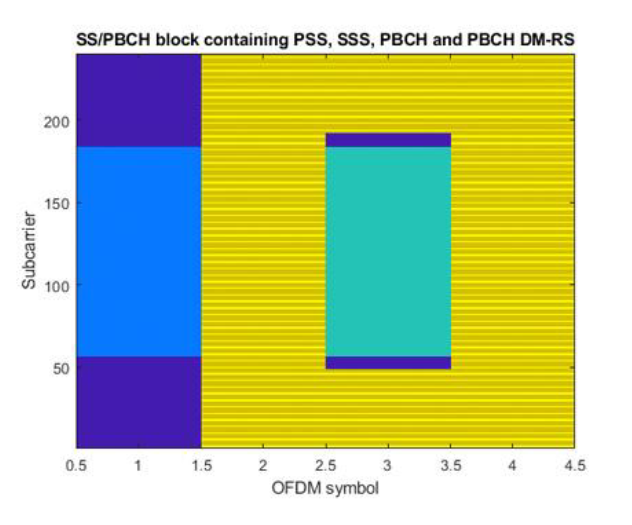 SS/PBCH block containing PSS, SSS, PBCH and PBCH DM-RS
Subcarrier
200
150
100
50
0.5 1 1.5 2 2.5 3 3.5 4 4.5
OFDM symbol